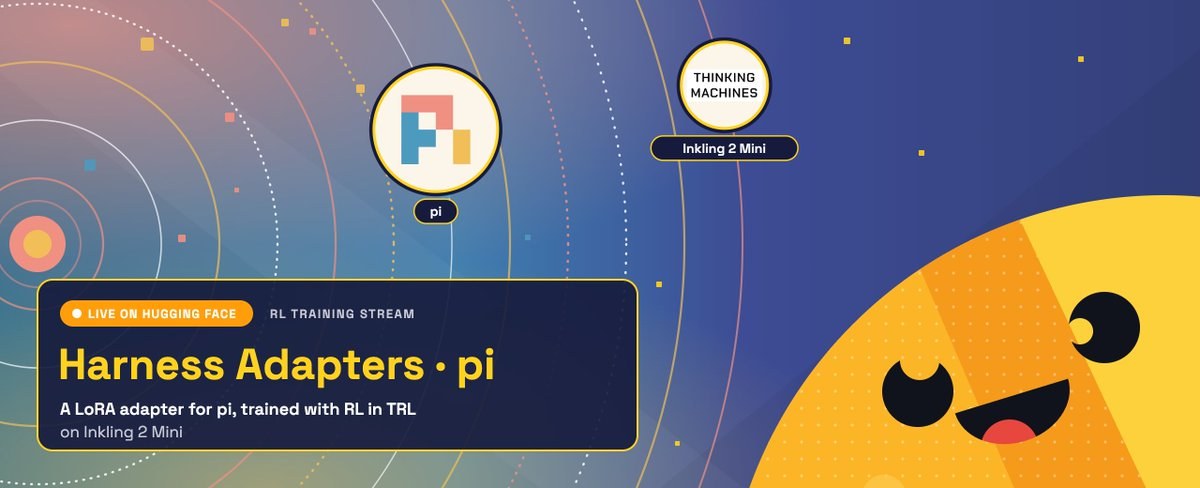 THINKING
MACHINES
Inkling 2 Mini
pi
LIVE ON HUGGING FACE
RL TRAINING STREAM
Harness Adapters · pi
A LoRA adapter for pi, trained with RL in TRL
on Inkling 2 Mini